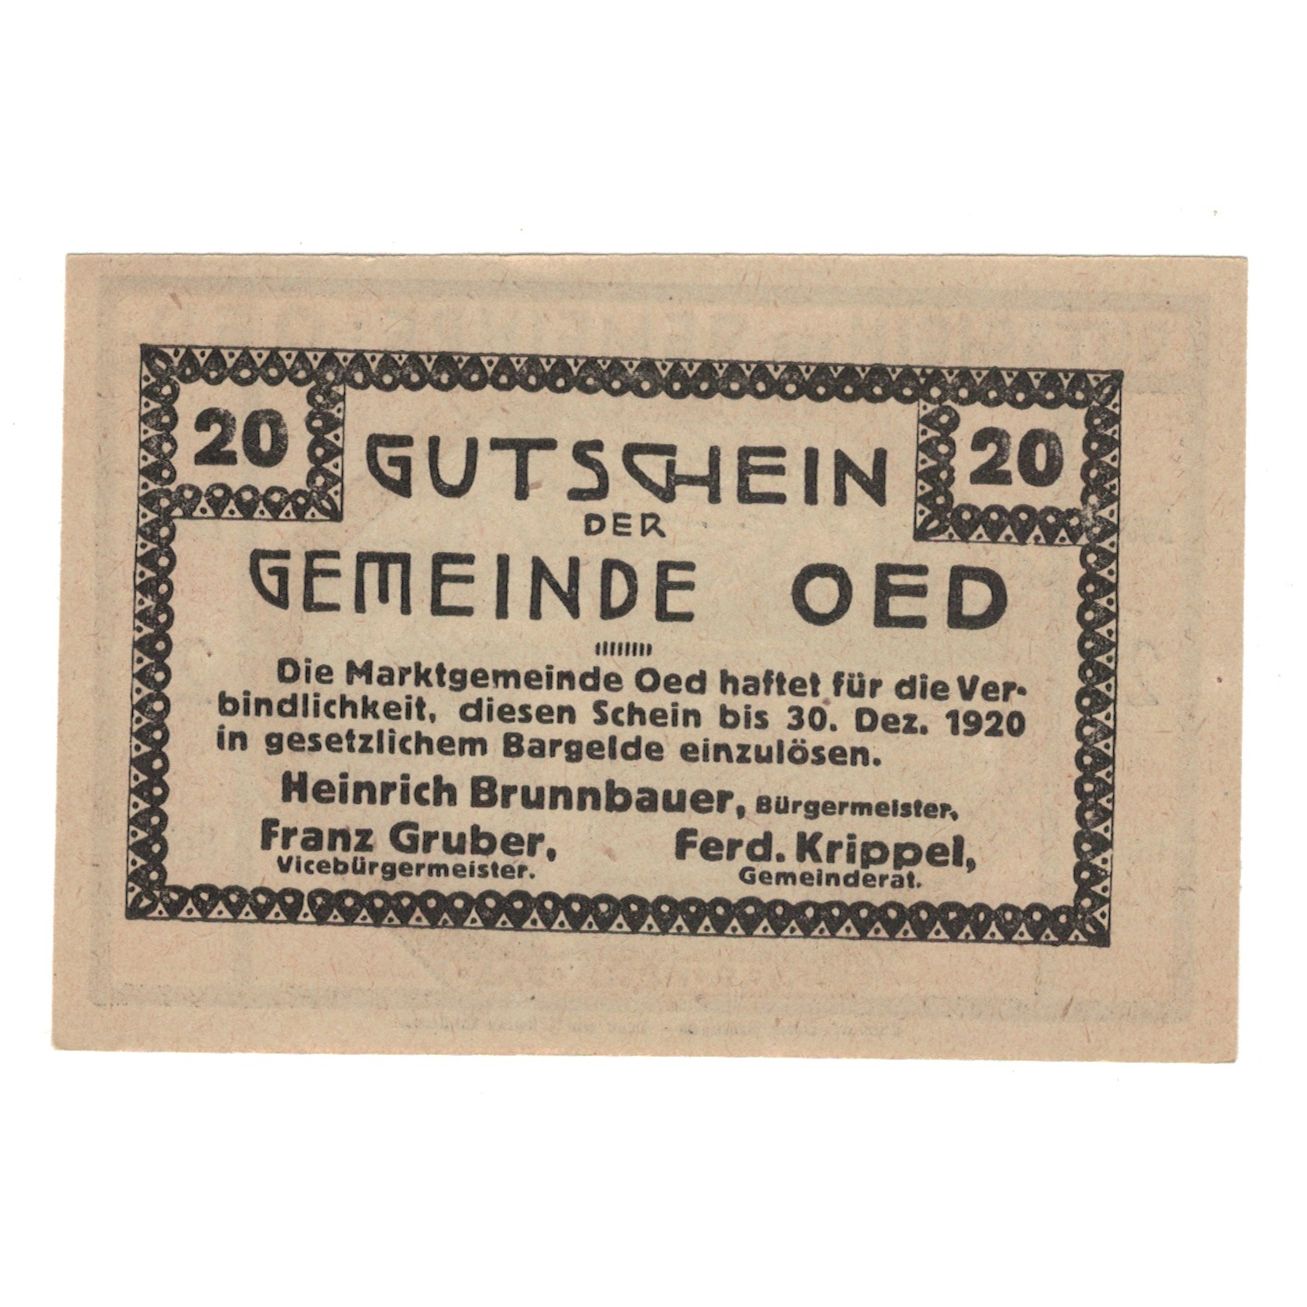 20
20
GUTSCHEIN
DER
GEMEINDE OED
Die Marktgemeinde Oed haftet für die Ver-
bindlichkeit, diesen Schein bis 30. Dez. 1920
in gesetzlichem Bargelde einzulösen.
Heinrich Brunnbauer, Bürgermeister,
Franz Gruber, Ferd. Krippel,
Vicebürgermeister. Gemeinderat.